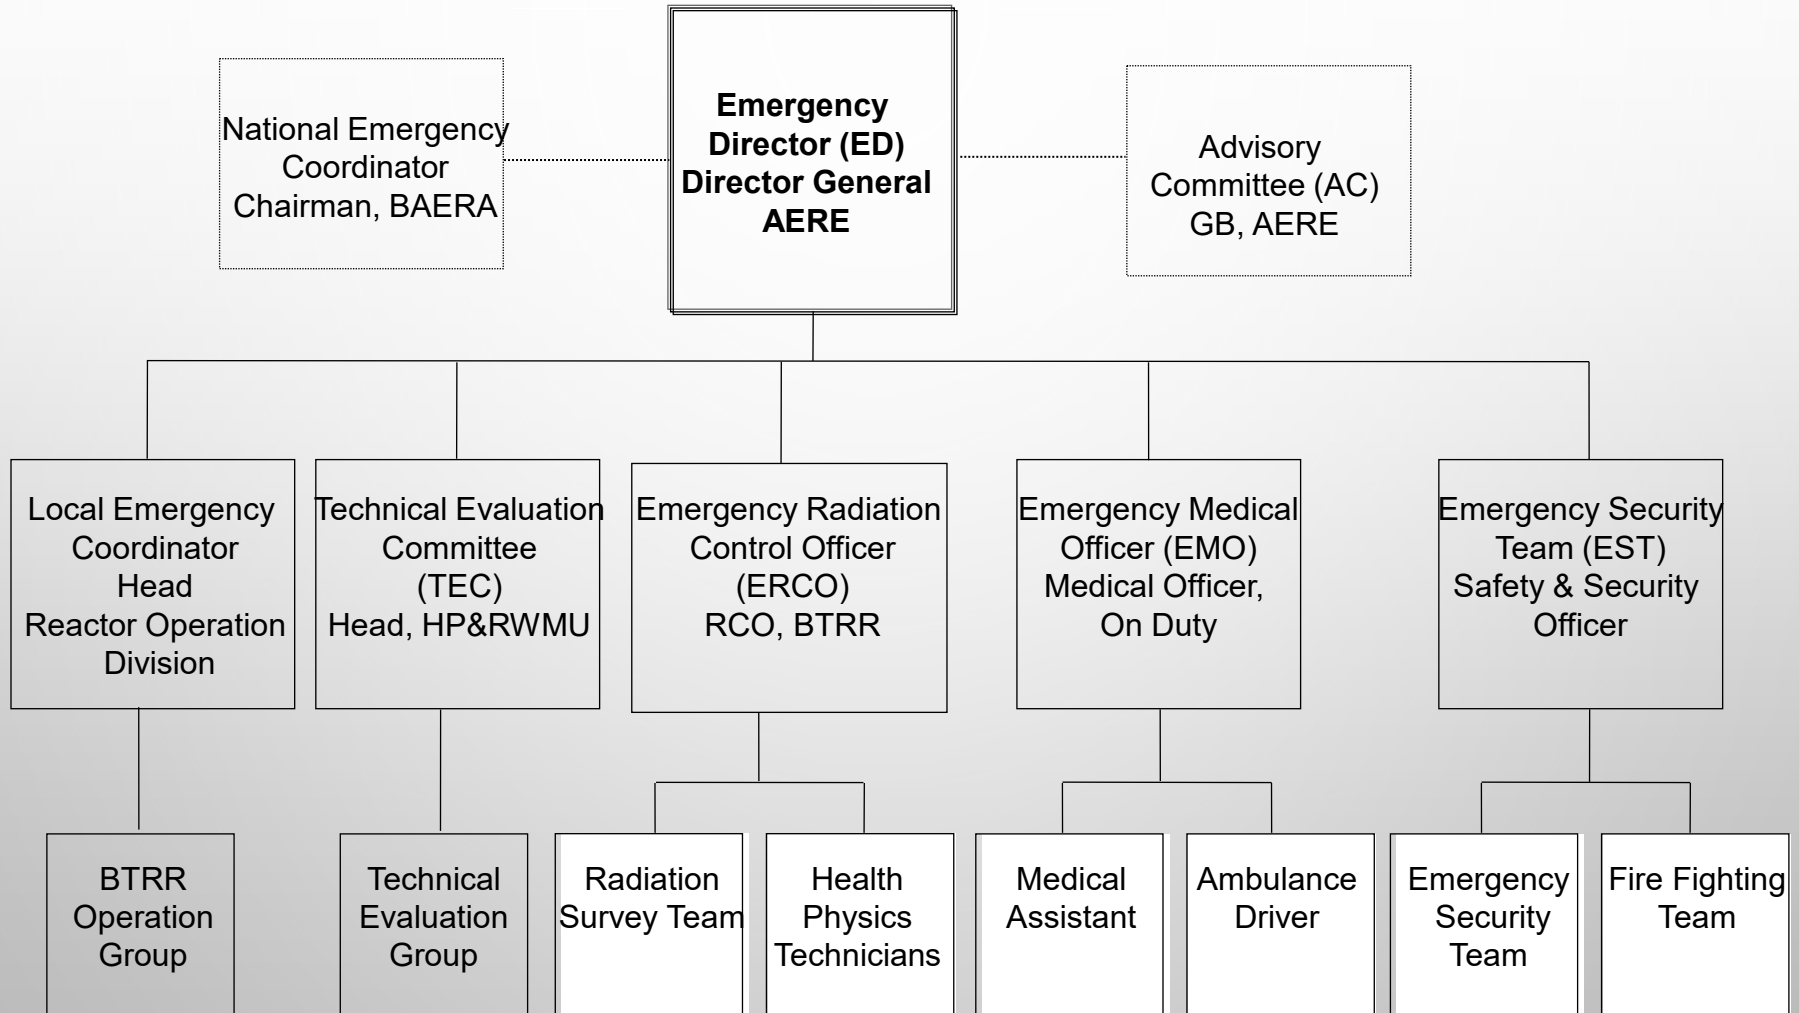 National Emergency
Coordinator
Chairman, BAERA
Emergency
Director (ED)
Director General
AERE
Advisory
Committee (AC)
GB, AERE
Local Emergency
Coordinator
Head
Reactor Operation
Division
Technical Evaluation
Committee
(TEC)
Head, HP&RWMU
Emergency Radiation
Control Officer
(ERCO)
RCO, BTRR
Emergency Medical
Officer (EMO)
Medical Officer,
On Duty
Emergency Security
Team (EST)
Safety & Security
Officer
BTRR
Operation
Group
Technical
Evaluation
Group
Radiation
Survey Team
Health
Physics
Technicians
Medical
Assistant
Ambulance
Driver
Emergency
Security
Team
Fire Fighting
Team